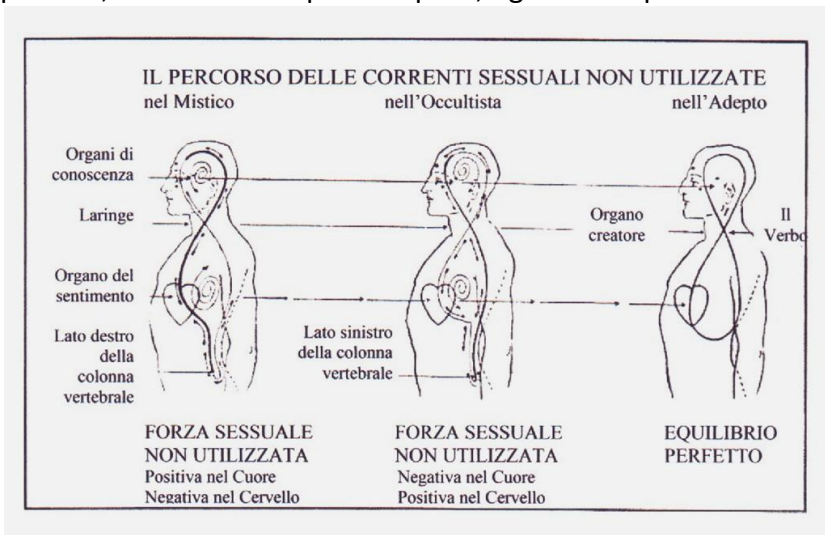 IL PERCORSO DELLE CORRENTI SESSUALI NON UTILIZZATE
nel Mistico
nell'Occultista
nell'Adepto
Organi di
conoscenza
Laringe
Organo
creatore
Il
Verbo
Organo del
sentimento
Lato destro
della
colonna
vertebrale
Lato sinistro
della colonna
vertebrale
FORZA SESSUALE
NON UTILIZZATA
Positiva nel Cuore
Negativa nel Cervello
FORZA SESSUALE
NON UTILIZZATA
Negativa nel Cuore
Positiva nel Cervello
EQUILIBRIO
PERFETTO